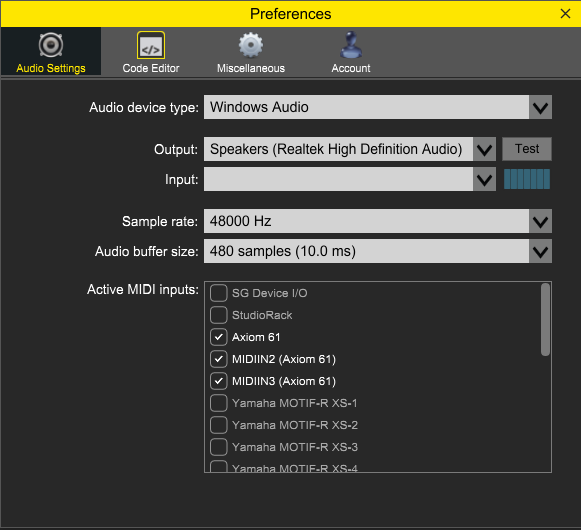 Preferences
Audio Settings
Code Editor
Miscellaneous
Account
Audio device type: Windows Audio
Output: Speakers (Realtek High Definition Audio) Test
Input:
Sample rate: 48000 Hz
Audio buffer size: 480 samples (10.0 ms)
Active MIDI inputs:
SG Device I/O
StudioRack
Axiom 61
MIDIIN2 (Axiom 61)
MIDIIN3 (Axiom 61)
Yamaha MOTIF-R XS-1
Yamaha MOTIF-R XS-2
Yamaha MOTIF-R XS-3
Yamaha MOTIF-R XS-4